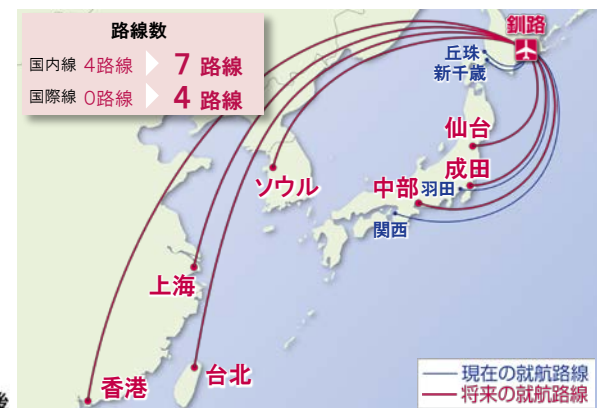 路線数
国内線 4路線 7 路線
国際線 0路線 4 路線
釧路
丘珠
新千歳
仙台
成田
羽田
中部
関西
ソウル
上海
台北
香港
現在の就航路線
将来の就航路線